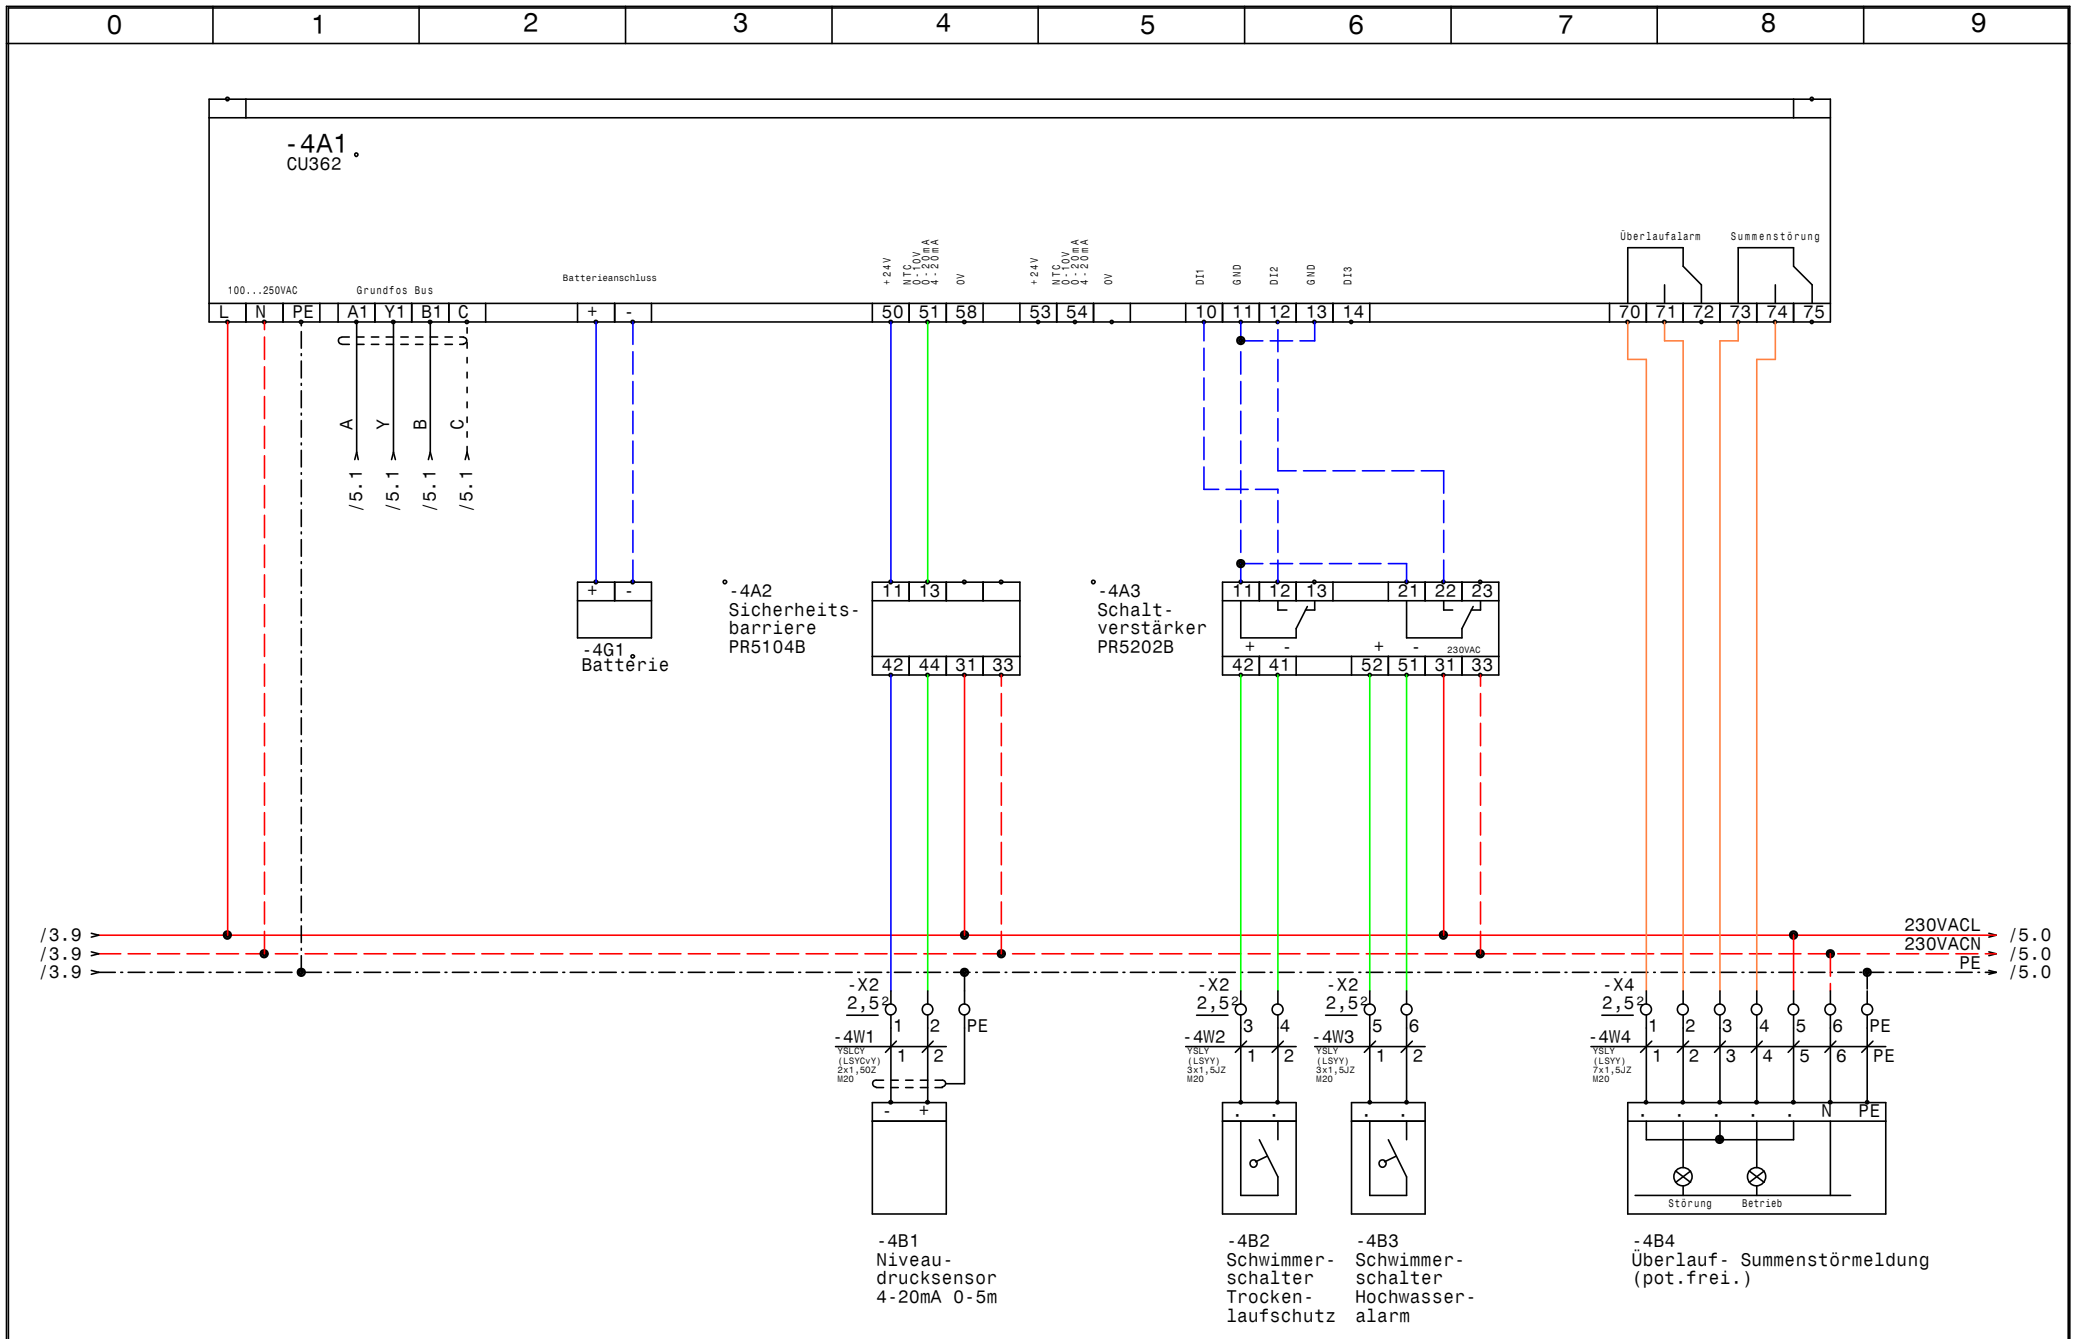 0 1 2 3 4 5 6 7 8 9
-4A1
CU362
Überlaufalarm Summenstörung
+24V NTC 0-10V 0-20mA 4-20mA 0V +24V NTC 0-10V 0-20mA 4-20mA 0V DI1 GND DI2 GND DI3
100...250VAC Grundfos Bus Batterieanschluss
L N PE A1 Y1 B1 C + - 50 51 58 53 54 10 11 12 13 14 70 71 72 73 74 75
A Y B C
/5.1 /5.1 /5.1 /5.1
+ -
-4G1
Batterie
-4A2
Sicherheits-
barriere
PR5104B
11 13
42 44 31 33
-4A3
Schalt-
verstärker
PR5202B
11 12 13 21 22 23
+ - + - 230VAC
42 41 52 51 31 33
/3.9 230VACL /5.0
/3.9 230VACN /5.0
/3.9 PE /5.0
-X2
2,5²
1 2 PE
-4W1
YSLCY
(LSYCvY)
2x1,5OZ
M20
1 2
- +
-4B1
Niveau-
drucksensor
4-20mA 0-5m
-X2
2,5²
3 4
-4W2
YSLY
(LSYY)
3x1,5JZ
M20
1 2
. .
-4B2
Schwimmer-
schalter
Trocken-
laufschutz
-X2
2,5²
5 6
-4W3
YSLY
(LSYY)
3x1,5JZ
M20
1 2
. .
-4B3
Schwimmer-
schalter
Hochwasser-
alarm
-X4
2,5²
1 2 3 4 5 6 PE
-4W4
YSLY
(LSYY)
7x1,5JZ
M20
1 2 3 4 5 6 PE
. . . . . N PE
Störung Betrieb
-4B4
Überlauf- Summenstörmeldung
(pot.frei.)